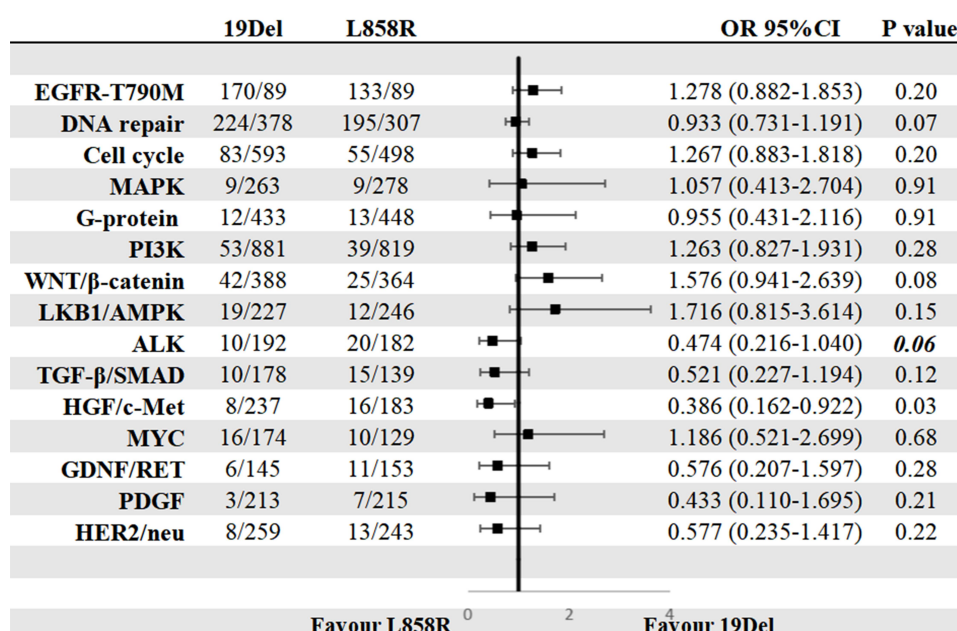 19Del L858R OR 95%CI P value
EGFR-T790M 170/89 133/89 1.278 (0.882-1.853) 0.20
DNA repair 224/378 195/307 0.933 (0.731-1.191) 0.07
Cell cycle 83/593 55/498 1.267 (0.883-1.818) 0.20
MAPK 9/263 9/278 1.057 (0.413-2.704) 0.91
G-protein 12/433 13/448 0.955 (0.431-2.116) 0.91
PI3K 53/881 39/819 1.263 (0.827-1.931) 0.28
WNT/β-catenin 42/388 25/364 1.576 (0.941-2.639) 0.08
LKB1/AMPK 19/227 12/246 1.716 (0.815-3.614) 0.15
ALK 10/192 20/182 0.474 (0.216-1.040) 0.06
TGF-β/SMAD 10/178 15/139 0.521 (0.227-1.194) 0.12
HGF/c-Met 8/237 16/183 0.386 (0.162-0.922) 0.03
MYC 16/174 10/129 1.186 (0.521-2.699) 0.68
GDNF/RET 6/145 11/153 0.576 (0.207-1.597) 0.28
PDGF 3/213 7/215 0.433 (0.110-1.695) 0.21
HER2/neu 8/259 13/243 0.577 (0.235-1.417) 0.22
0 2 4
Favour L858R Favour 19Del